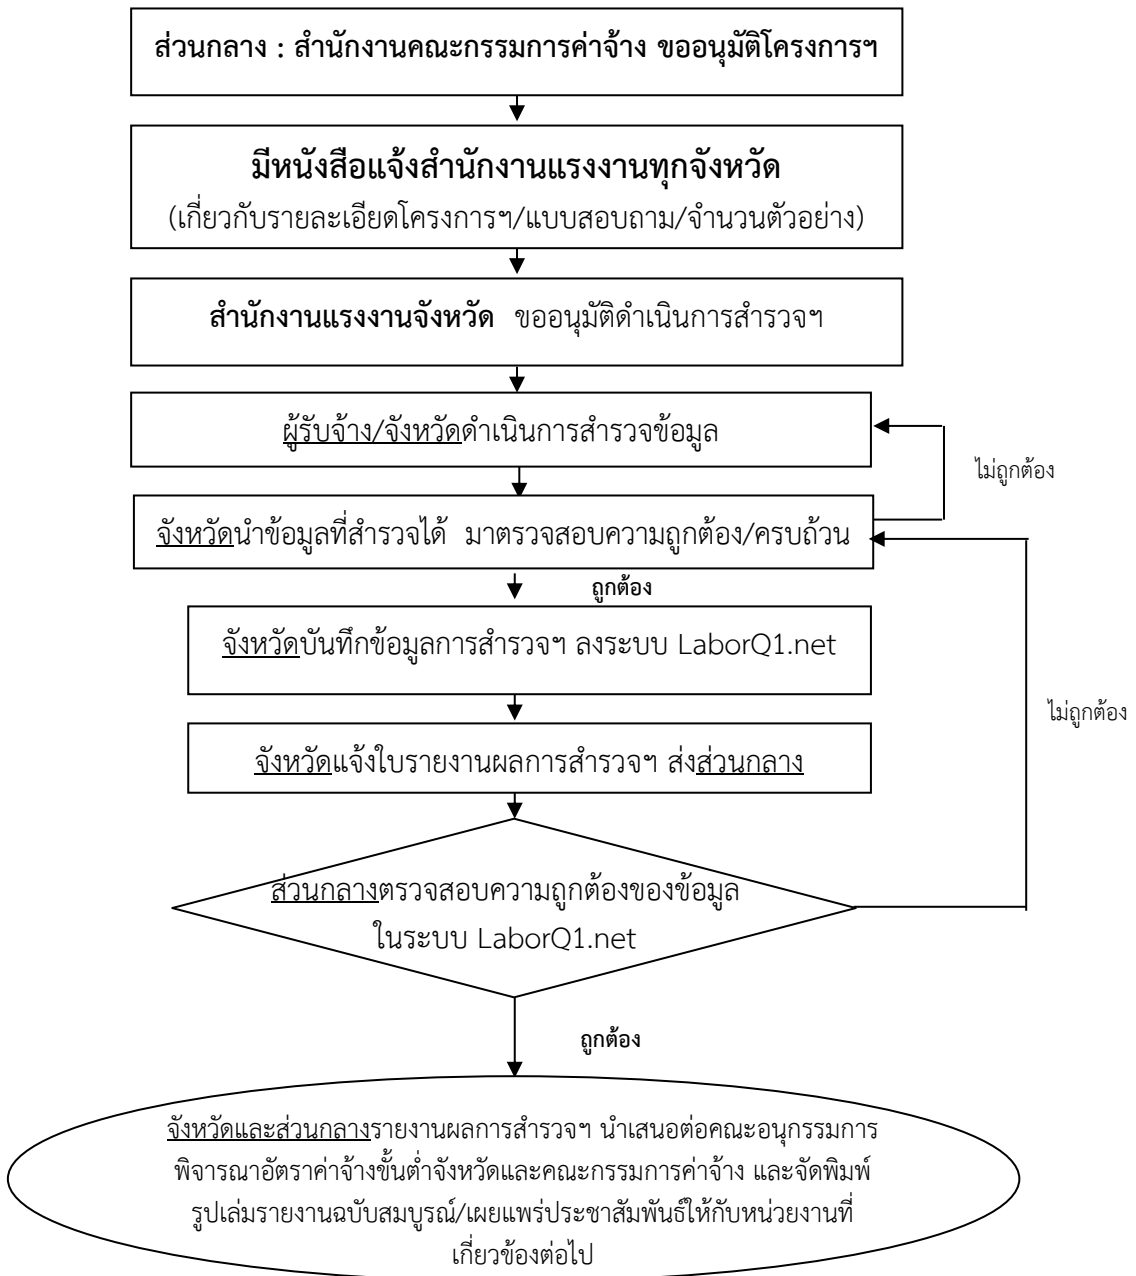 ส่วนกลาง : สำนักงานคณะกรรมการค่าจ้าง ขออนุมัติโครงการฯ
มีหนังสือแจ้งสำนักงานแรงงานทุกจังหวัด
(เกี่ยวกับรายละเอียดโครงการฯ/แบบสอบถาม/จำนวนตัวอย่าง)
สำนักงานแรงงานจังหวัด ขออนุมัติดำเนินการสำรวจฯ
ผู้รับจ้าง/จังหวัดดำเนินการสำรวจข้อมูล
ไม่ถูกต้อง
จังหวัดนำข้อมูลที่สำรวจได้ มาตรวจสอบความถูกต้อง/ครบถ้วน
ถูกต้อง
จังหวัดบันทึกข้อมูลการสำรวจฯ ลงระบบ LaborQ1.net
ไม่ถูกต้อง
จังหวัดแจ้งใบรายงานผลการสำรวจฯ ส่งส่วนกลาง
ส่วนกลางตรวจสอบความถูกต้องของข้อมูล
ในระบบ LaborQ1.net
ถูกต้อง
จังหวัดและส่วนกลางรายงานผลการสำรวจฯ นำเสนอต่อคณะอนุกรรมการ
พิจารณาอัตราค่าจ้างขั้นต่ำจังหวัดและคณะกรรมการค่าจ้าง และจัดพิมพ์
รูปเล่มรายงานฉบับสมบูรณ์/เผยแพร่ประชาสัมพันธ์ให้กับหน่วยงานที่
เกี่ยวข้องต่อไป